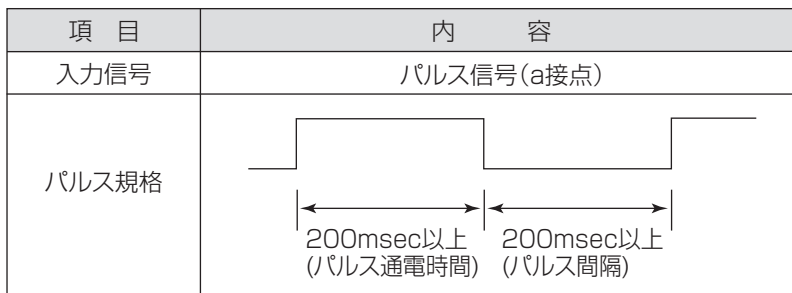 項 目
内 容
入力信号
パルス信号(a接点)
パルス規格
200msec以上
(パルス通電時間)
200msec以上
(パルス間隔)